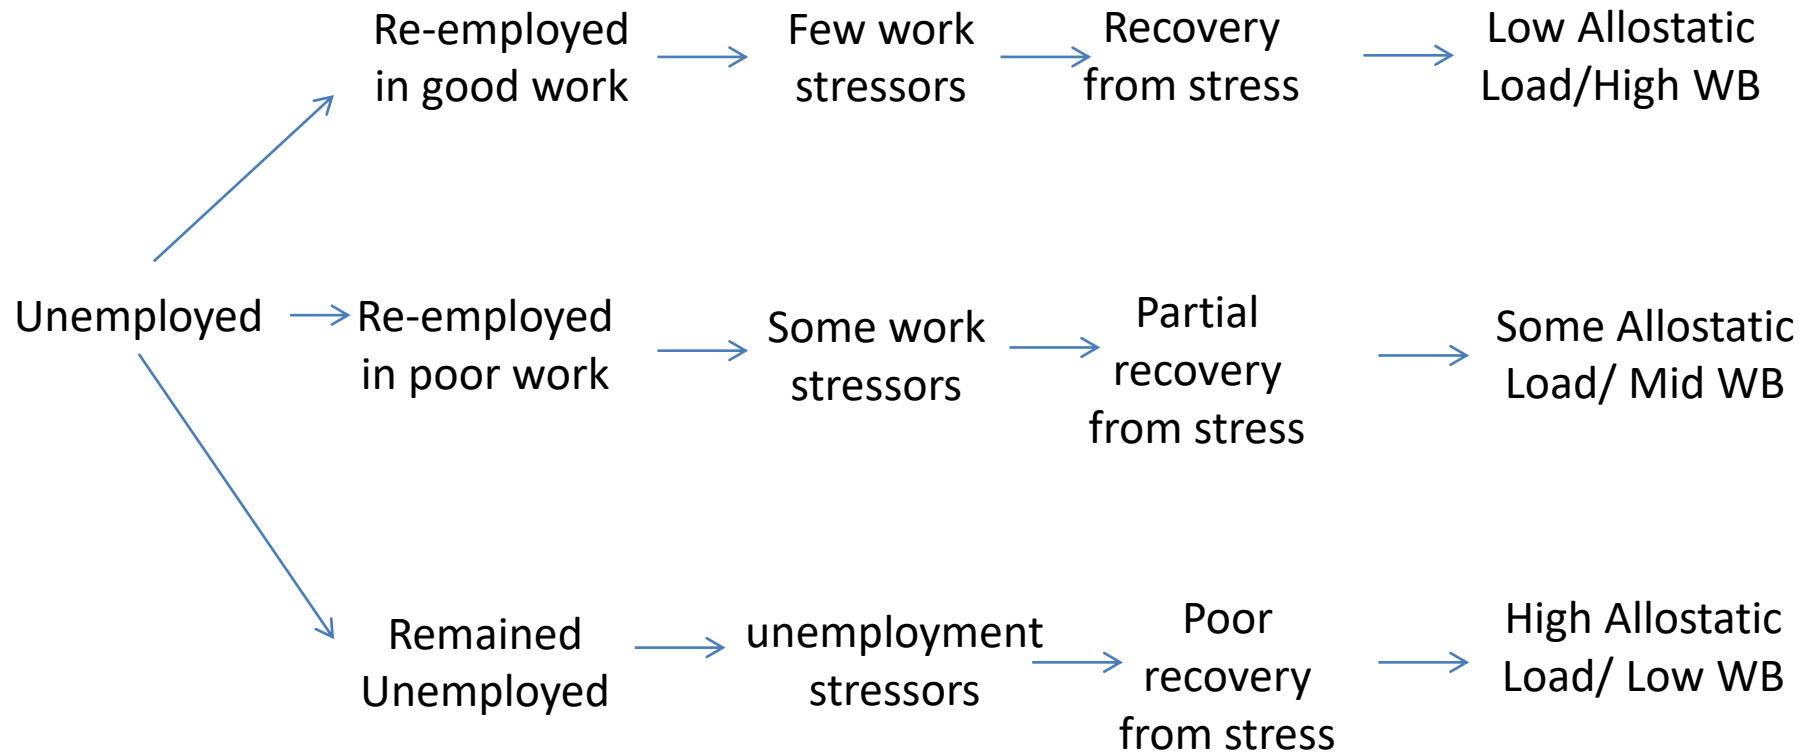 Re-employed
in good work
Few work
stressors
Recovery
from stress
Low Allostatic
Load/High WB
Unemployed
Re-employed
in poor work
Some work
stressors
Partial
recovery
from stress
Some Allostatic
Load/ Mid WB
Remained
Unemployed
unemployment
stressors
Poor
recovery
from stress
High Allostatic
Load/ Low WB